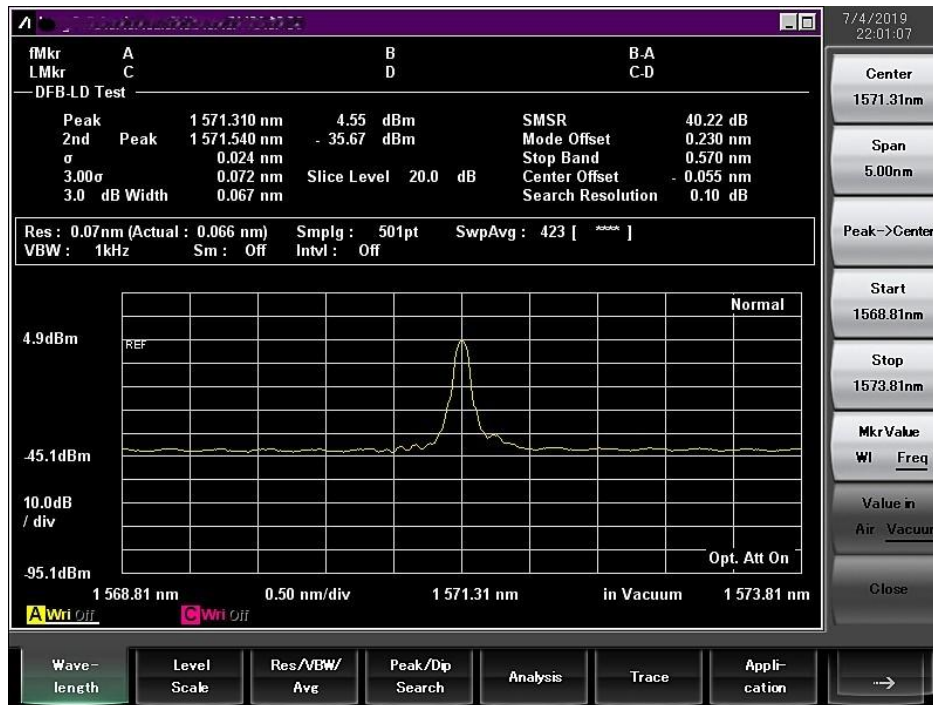 7/4/2019
22:01:07
fMkr A B B-A
LMkr C D C-D
DFB-LD Test
Peak 1 571.310 nm 4.55 dBm SMSR 40.22 dB
2nd Peak 1 571.540 nm - 35.67 dBm Mode Offset 0.230 nm
σ 0.024 nm Stop Band 0.570 nm
3.00σ 0.072 nm Slice Level 20.0 dB Center Offset - 0.055 nm
3.0 dB Width 0.067 nm Search Resolution 0.10 dB
Res : 0.07nm (Actual : 0.066 nm) Smplg : 501pt SwpAvg : 423 [ **** ]
VBW : 1kHz Sm : Off Intvl : Off
Normal
4.9dBm
REF
-45.1dBm
10.0dB
/ div
Opt. Att On
-95.1dBm
1 568.81 nm 0.50 nm/div 1 571.31 nm in Vacuum 1 573.81 nm
A Wri Off C Wri Off
Center
1571.31nm
Span
5.00nm
Peak->Center
Start
1568.81nm
Stop
1573.81nm
MkrValue
Wl Freq
Value in
Air Vacuu
Close
Wave-
length
Level
Scale
Res/VBW/
Avg
Peak/Dip
Search
Analysis
Trace
Appli-
cation